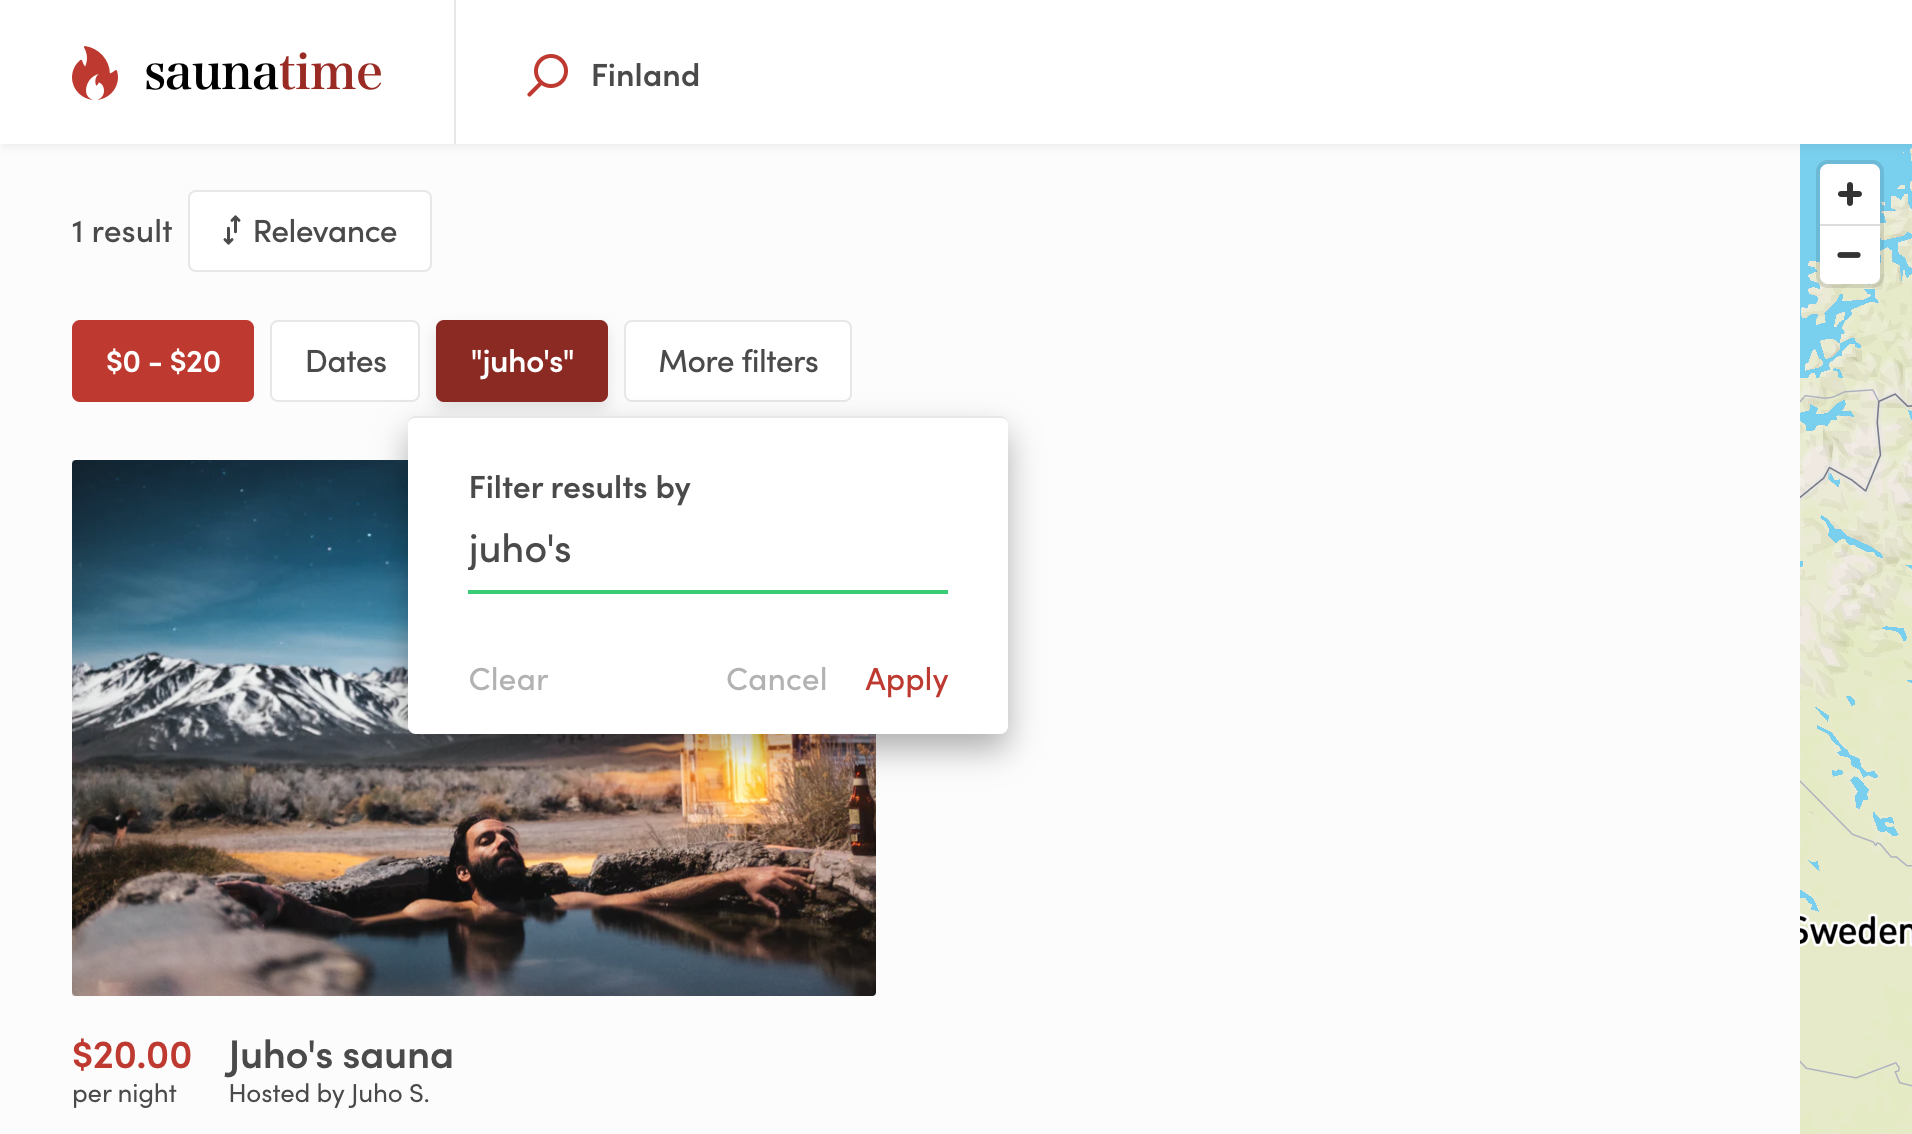 saunatime
Finland
1 result
Relevance
$0 - $20
Dates
"juho's"
More filters
Filter results by
juho's
Clear
Cancel
Apply
$20.00
per night
Juho's sauna
Hosted by Juho S.
+
−
Sweden